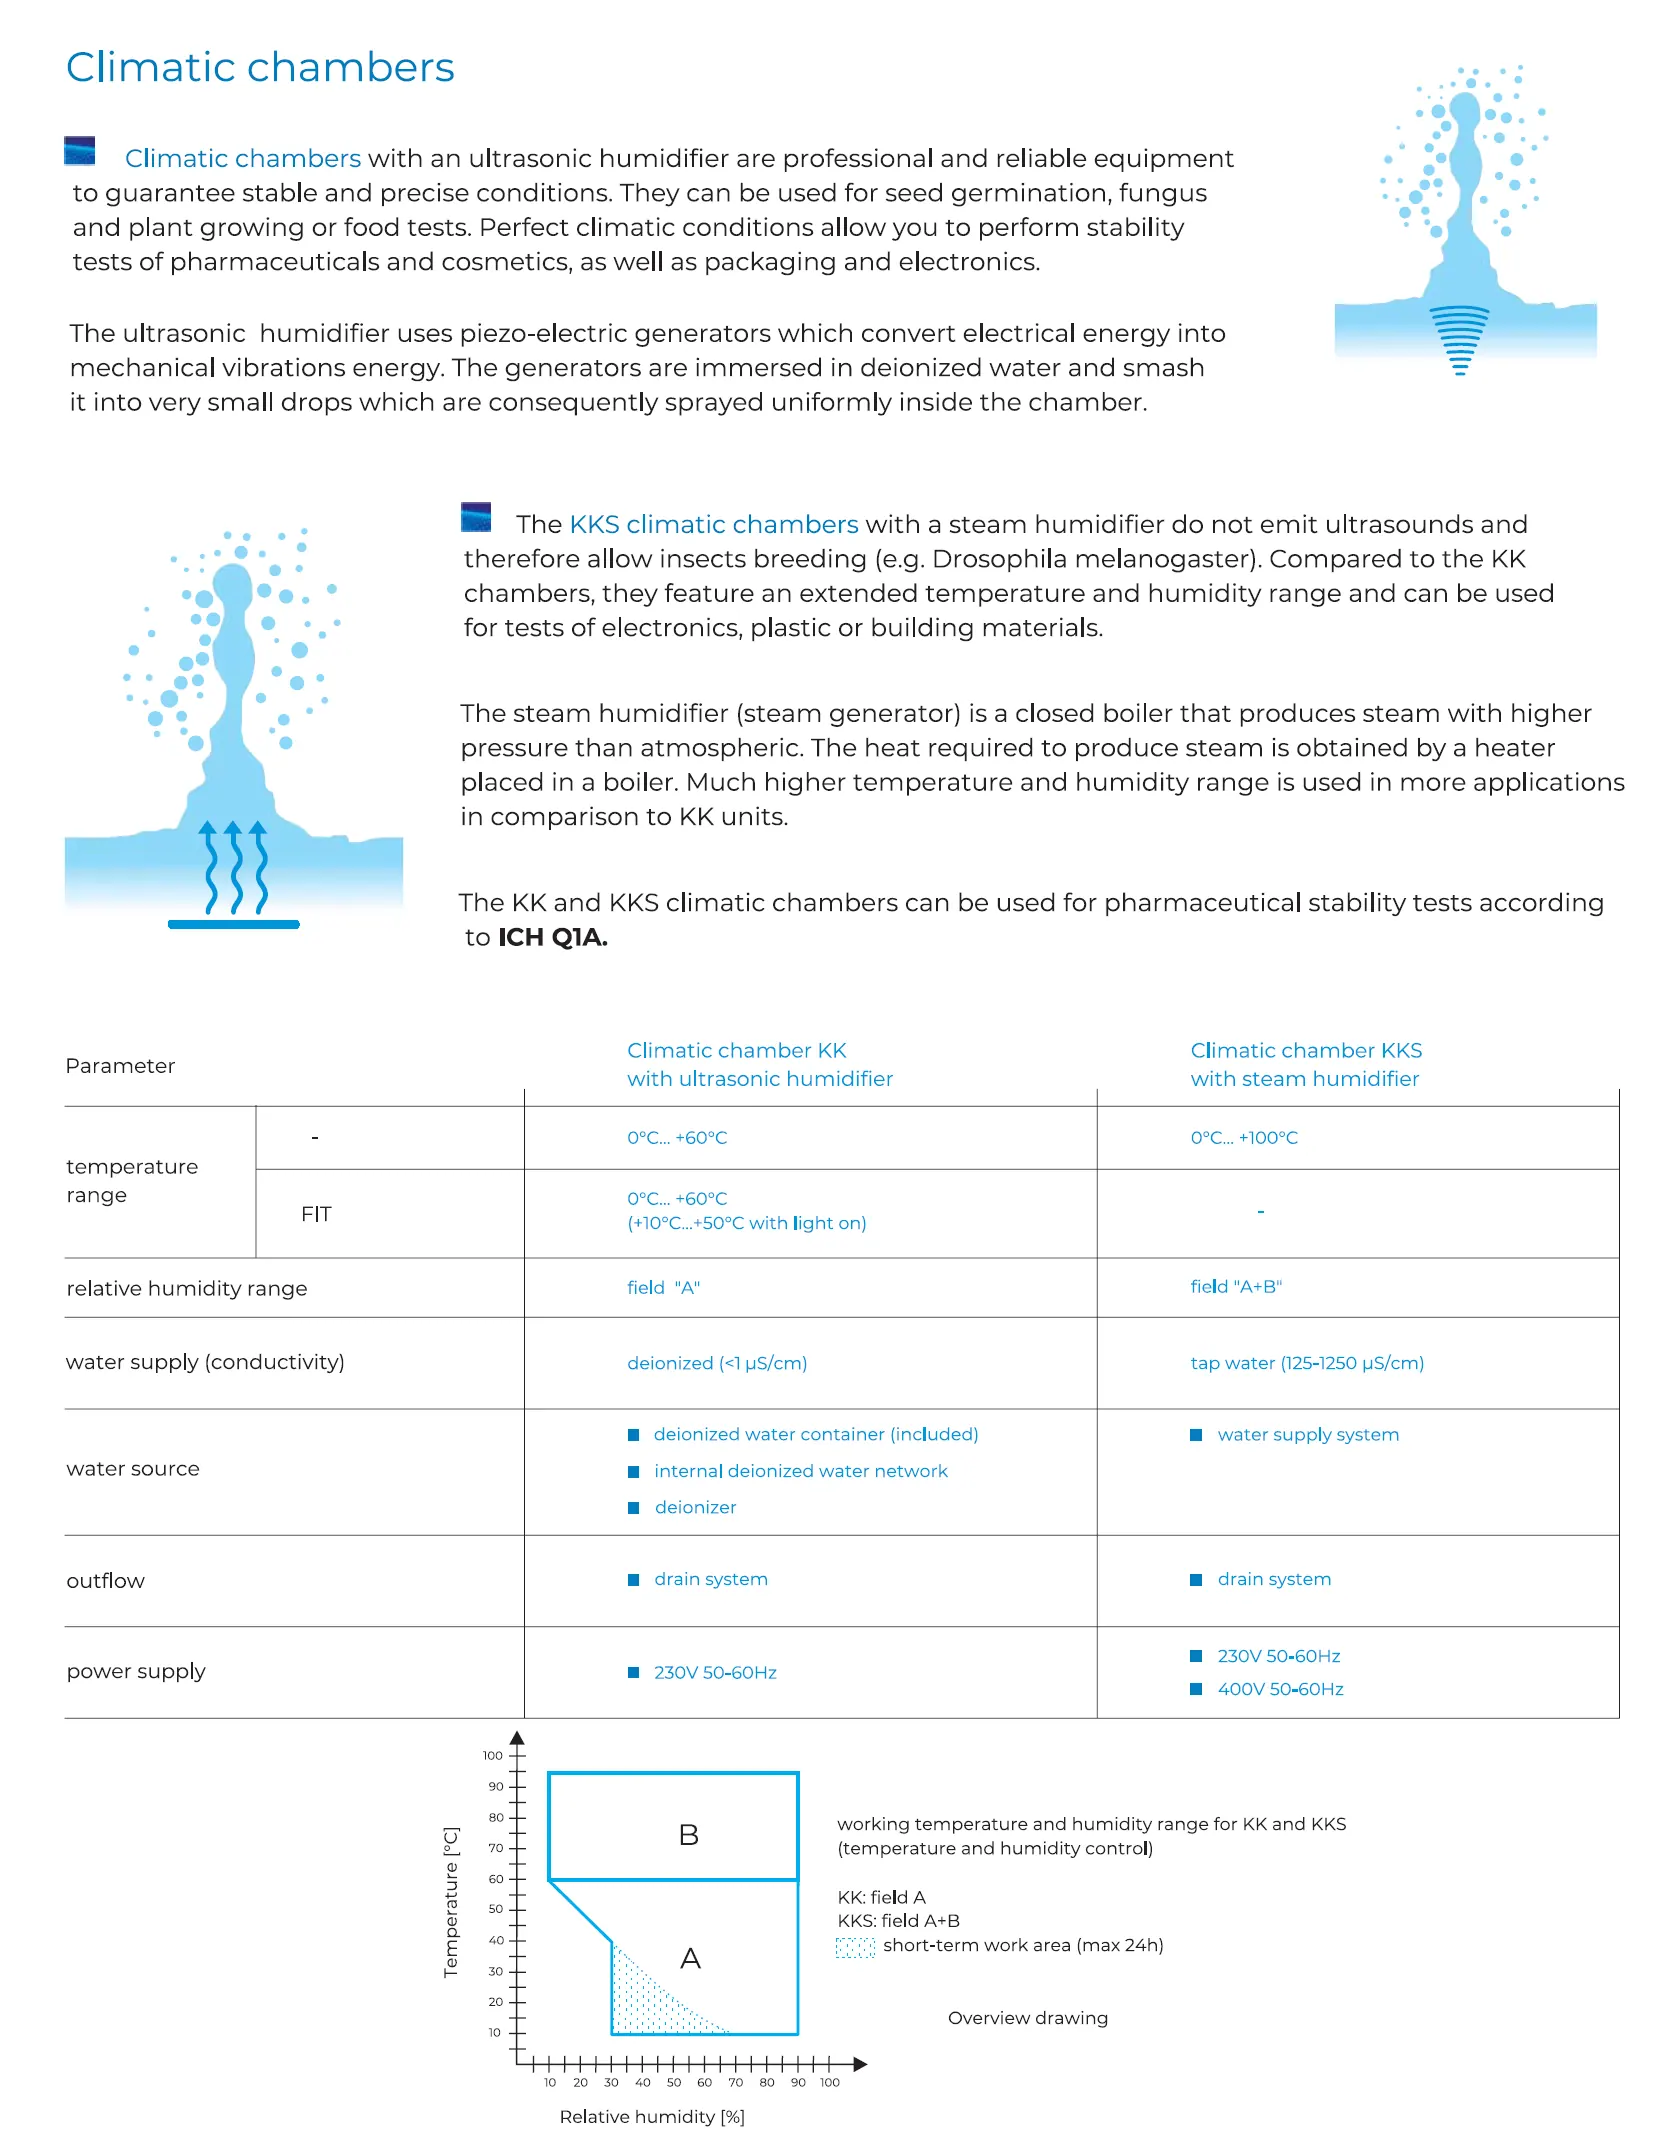 Climatic chambers
Climatic chambers with an ultrasonic humidifier are professional and reliable equipment
to guarantee stable and precise conditions. They can be used for seed germination, fungus
and plant growing or food tests. Perfect climatic conditions allow you to perform stability
tests of pharmaceuticals and cosmetics, as well as packaging and electronics.
The ultrasonic humidifier uses piezo-electric generators which convert electrical energy into
mechanical vibrations energy. The generators are immersed in deionized water and smash
it into very small drops which are consequently sprayed uniformly inside the chamber.
The KKS climatic chambers with a steam humidifier do not emit ultrasounds and
therefore allow insects breeding (e.g. Drosophila melanogaster). Compared to the KK
chambers, they feature an extended temperature and humidity range and can be used
for tests of electronics, plastic or building materials.
The steam humidifier (steam generator) is a closed boiler that produces steam with higher
pressure than atmospheric. The heat required to produce steam is obtained by a heater
placed in a boiler. Much higher temperature and humidity range is used in more applications
in comparison to KK units.
The KK and KKS climatic chambers can be used for pharmaceutical stability tests according
to ICH Q1A.
Parameter
Climatic chamber KK
with ultrasonic humidifier
Climatic chamber KKS
with steam humidifier
temperature
range
-
0°C... +60°C
0°C... +100°C
FIT
0°C... +60°C
(+10°C...+50°C with light on)
-
relative humidity range
field "A"
field "A+B"
water supply (conductivity)
deionized (<1 µS/cm)
tap water (125-1250 µS/cm)
water source
deionized water container (included)
internal deionized water network
deionizer
water supply system
outflow
drain system
drain system
power supply
230V 50-60Hz
230V 50-60Hz
400V 50-60Hz
Temperature [°C]
100
90
80
70
60
50
40
30
20
10
B
A
10 20 30 40 50 60 70 80 90 100
Relative humidity [%]
working temperature and humidity range for KK and KKS
(temperature and humidity control)
KK: field A
KKS: field A+B
short-term work area (max 24h)
Overview drawing